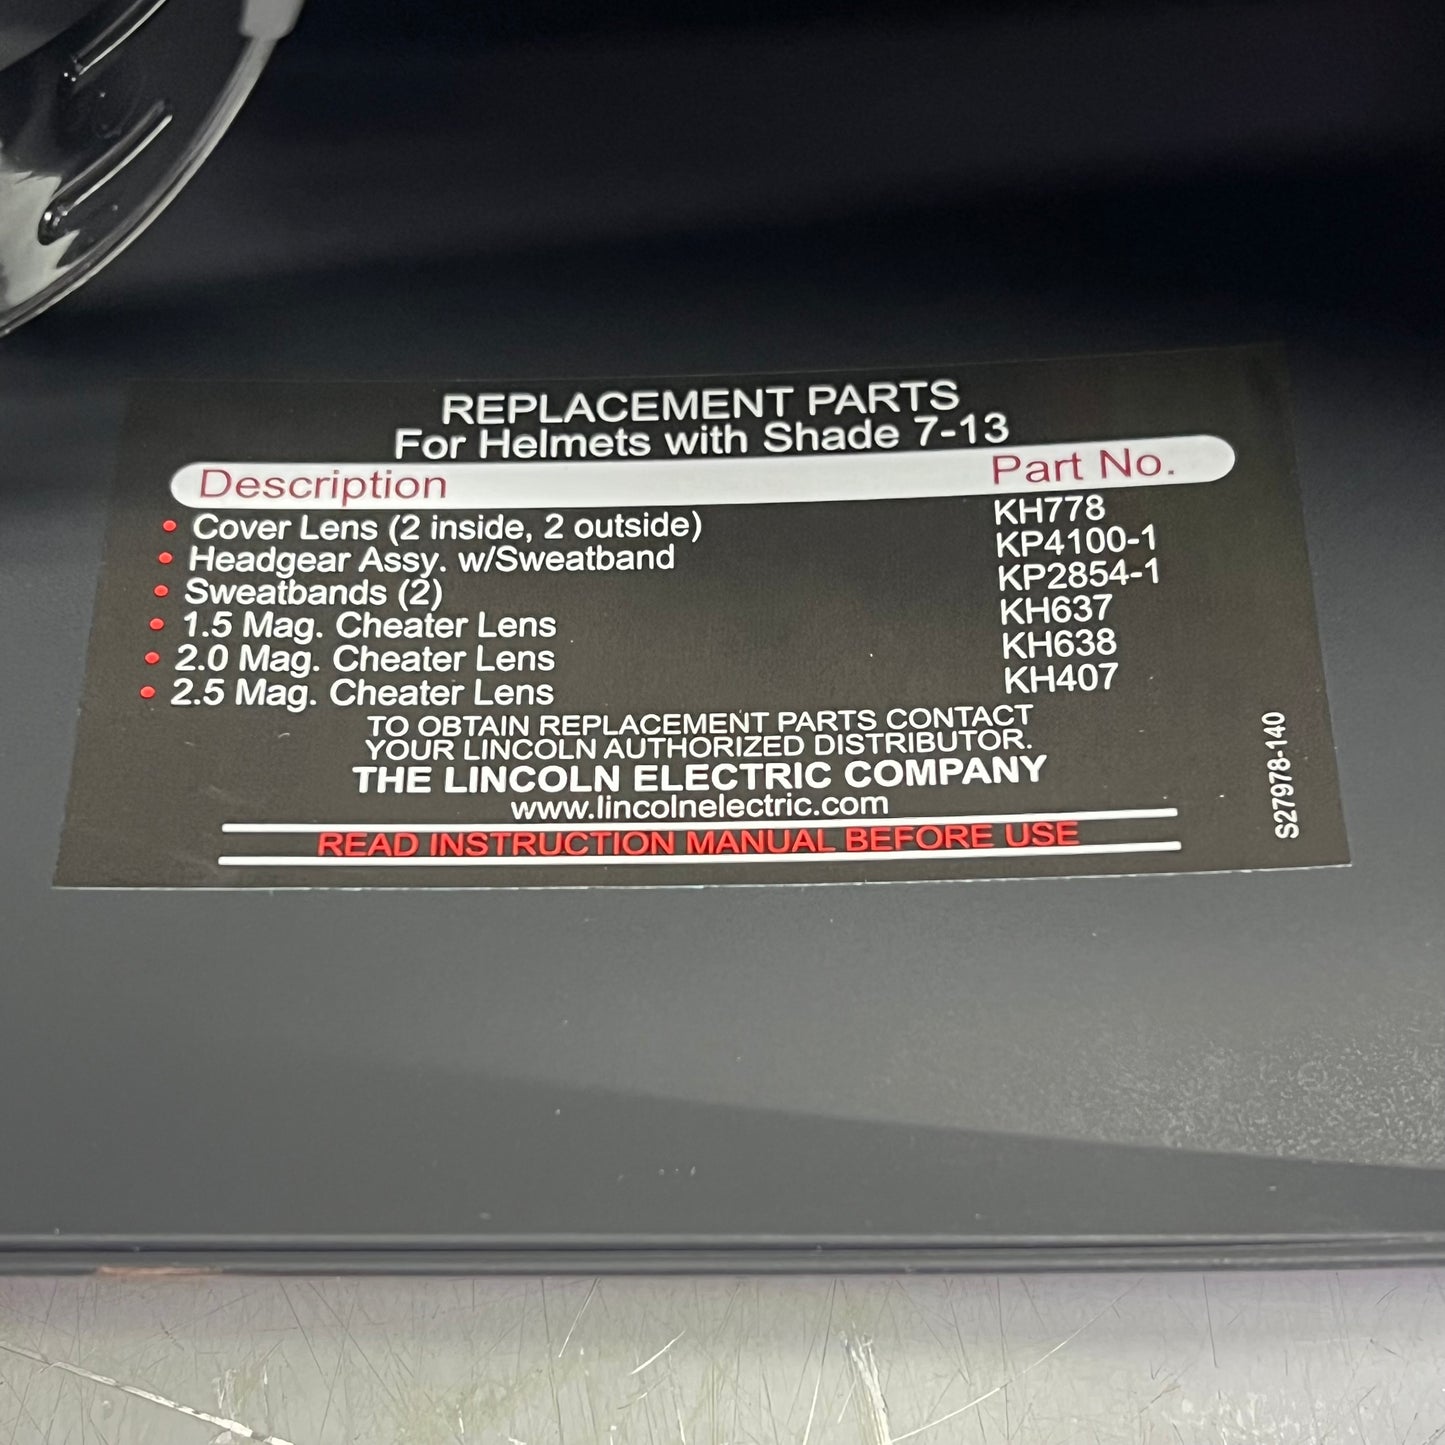 REPLACEMENT PARTS
For Helmets with Shade 7-13
Description Part No.
• Cover Lens (2 inside, 2 outside) KH778
• Headgear Assy. w/Sweatband KP4100-1
• Sweatbands (2) KP2854-1
• 1.5 Mag. Cheater Lens KH637
• 2.0 Mag. Cheater Lens KH638
• 2.5 Mag. Cheater Lens KH407
TO OBTAIN REPLACEMENT PARTS CONTACT
YOUR LINCOLN AUTHORIZED DISTRIBUTOR.
THE LINCOLN ELECTRIC COMPANY
www.lincolnelectric.com
READ INSTRUCTION MANUAL BEFORE USE
S27978-140